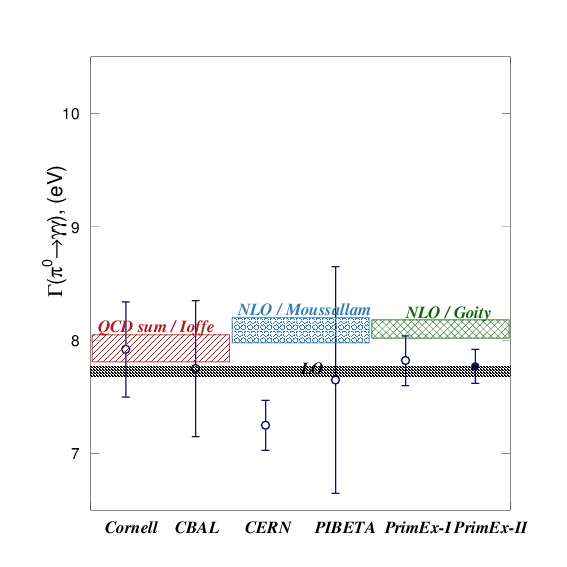 10
Γ(π⁰→γγ), (eV)
9
NLO / Moussallam
NLO / Goity
QCD sum / Ioffe
8
LO
7
Cornell CBAL CERN PIBETA PrimEx-I PrimEx-II